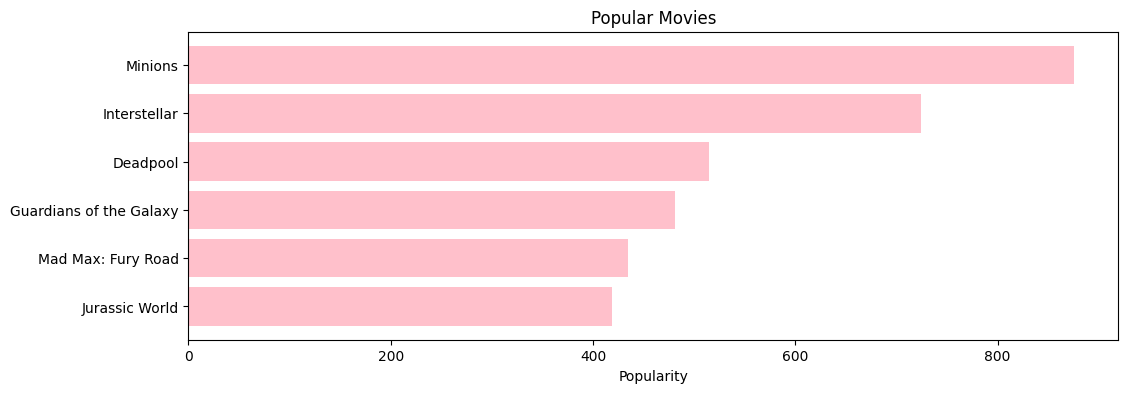 Popular Movies
Minions
Interstellar
Deadpool
Guardians of the Galaxy
Mad Max: Fury Road
Jurassic World
0 200 400 600 800
Popularity